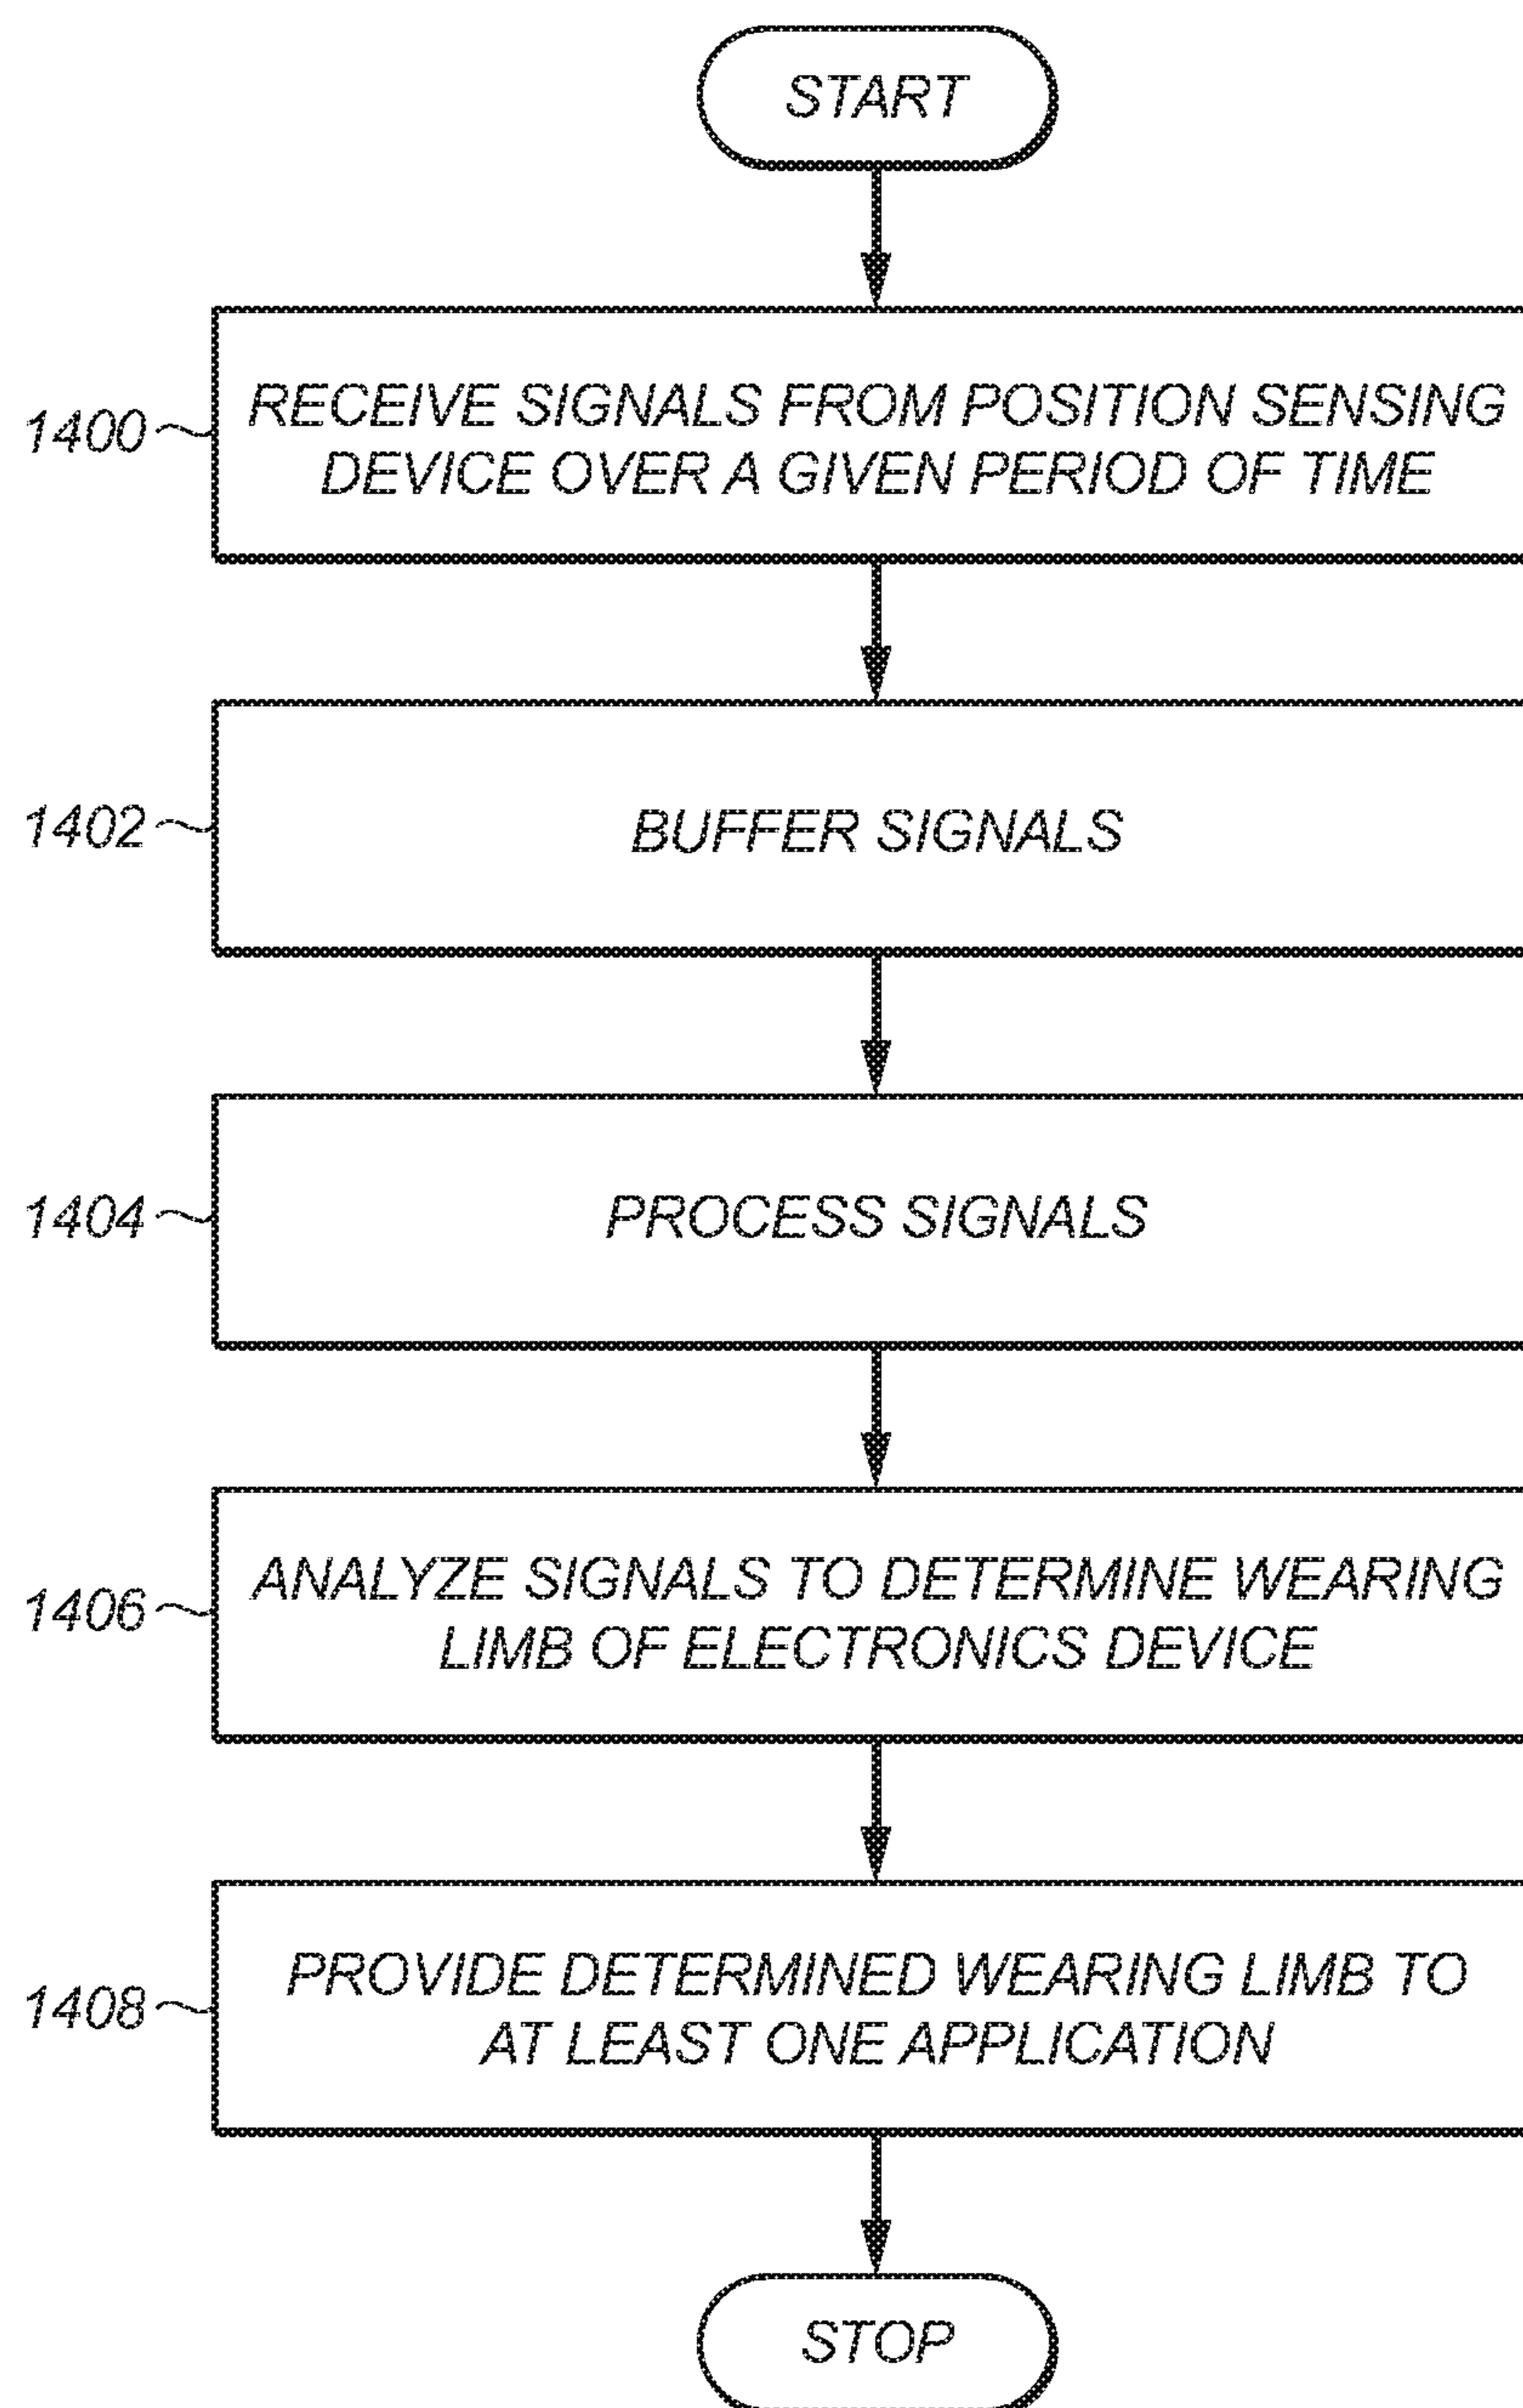 START
1400
RECEIVE SIGNALS FROM POSITION SENSING
DEVICE OVER A GIVEN PERIOD OF TIME
1402
BUFFER SIGNALS
1404
PROCESS SIGNALS
1406
ANALYZE SIGNALS TO DETERMINE WEARING
LIMB OF ELECTRONICS DEVICE
1408
PROVIDE DETERMINED WEARING LIMB TO
AT LEAST ONE APPLICATION
STOP